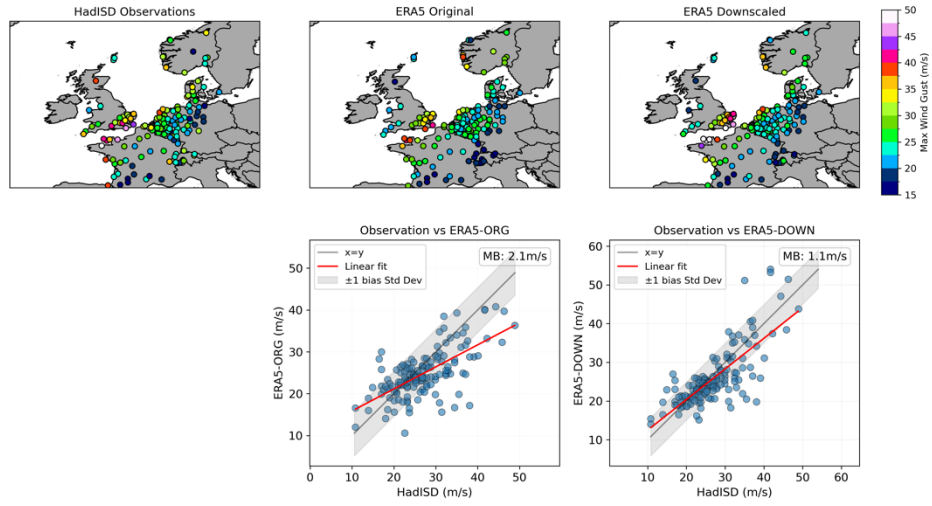 HadISD Observations
ERA5 Original
ERA5 Downscaled
50
45
40
35
30
25
20
15
Max Wind Gust (m/s)
Observation vs ERA5-ORG
x=y
Linear fit
±1 bias Std Dev
MB: 2.1m/s
50
40
30
20
10
ERA5-ORG (m/s)
0 10 20 30 40 50
HadISD (m/s)
Observation vs ERA5-DOWN
x=y
Linear fit
±1 bias Std Dev
MB: 1.1m/s
60
50
40
30
20
10
ERA5-DOWN (m/s)
0 10 20 30 40 50 60
HadISD (m/s)